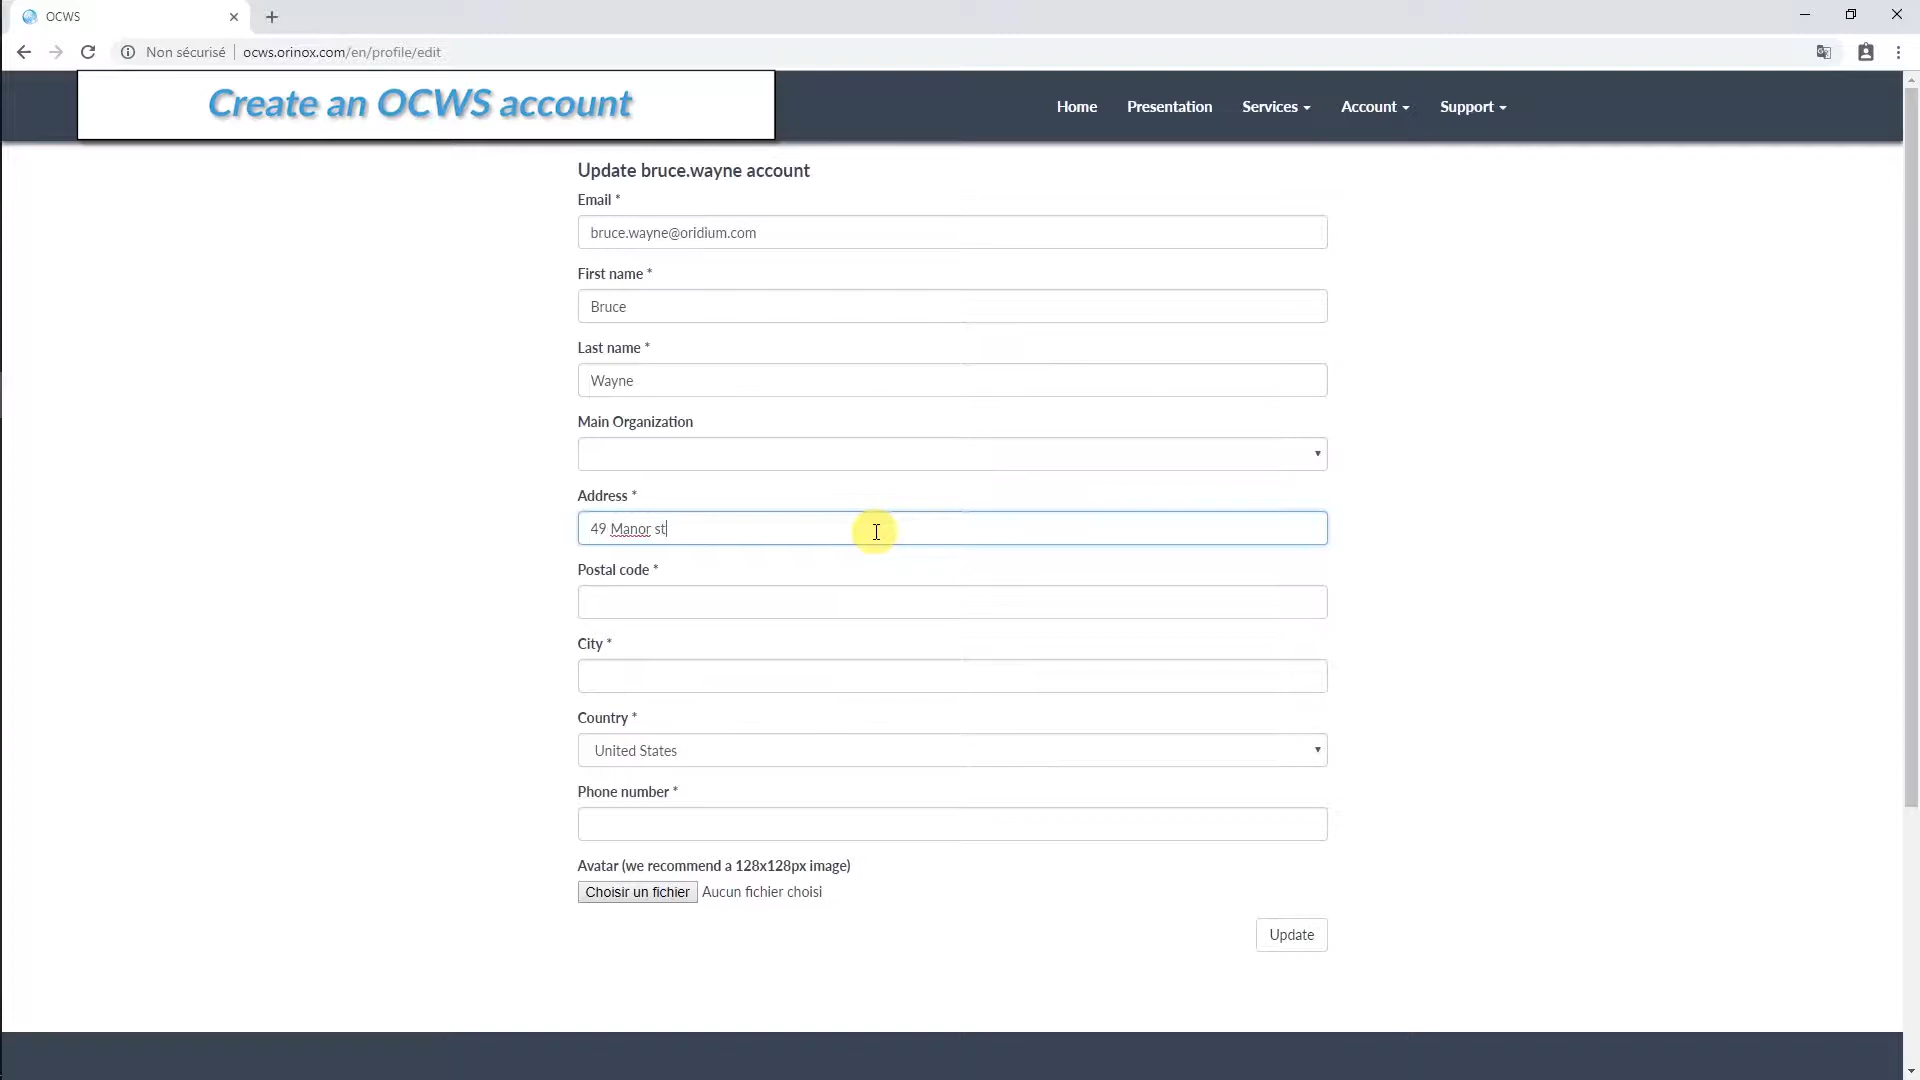 OCWS
Non sécurisé ocws.orinox.com/en/profile/edit
Create an OCWS account
Home Presentation Services Account Support
Update bruce.wayne account
Email *
bruce.wayne@oridium.com
First name *
Bruce
Last name *
Wayne
Main Organization
Address *
49 Manor st
Postal code *
City *
Country *
United States
Phone number *
Avatar (we recommend a 128x128px image)
Choisir un fichier Aucun fichier choisi
Update